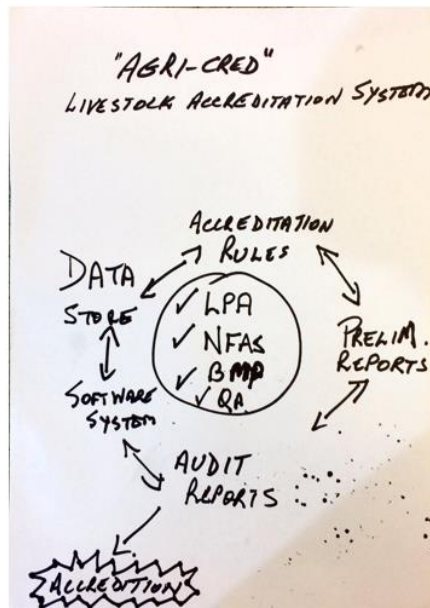 "AGRI-CRED"
LIVESTOCK ACCREDITATION SYSTEM
ACCREDITATION
RULES
DATA
STORE
✓ LPA
✓ NFAS
✓ BMP
✓ QA
PRELIM.
REPORTS
SOFTWARE
SYSTEM
AUDIT
REPORTS
ACCREDITION